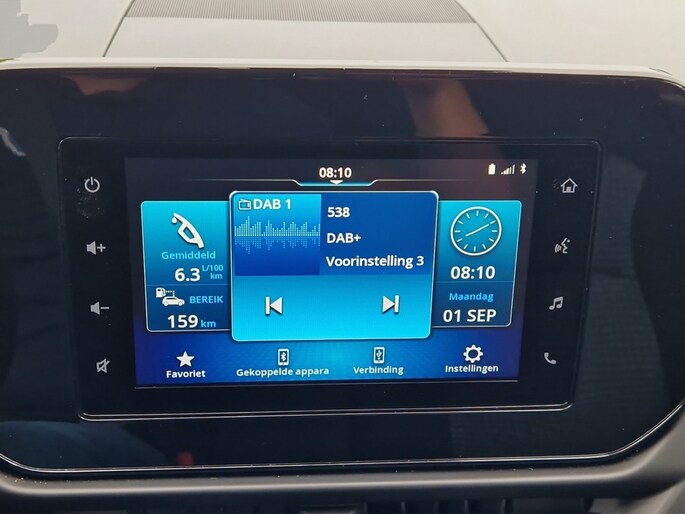 08:10
Gemiddeld
6.3 L/100 km
BEREIK
159 km
DAB 1
538
DAB+
Voorinstelling 3
08:10
Maandag
01 SEP
Favoriet
Gekoppelde appara
Verbinding
Instellingen